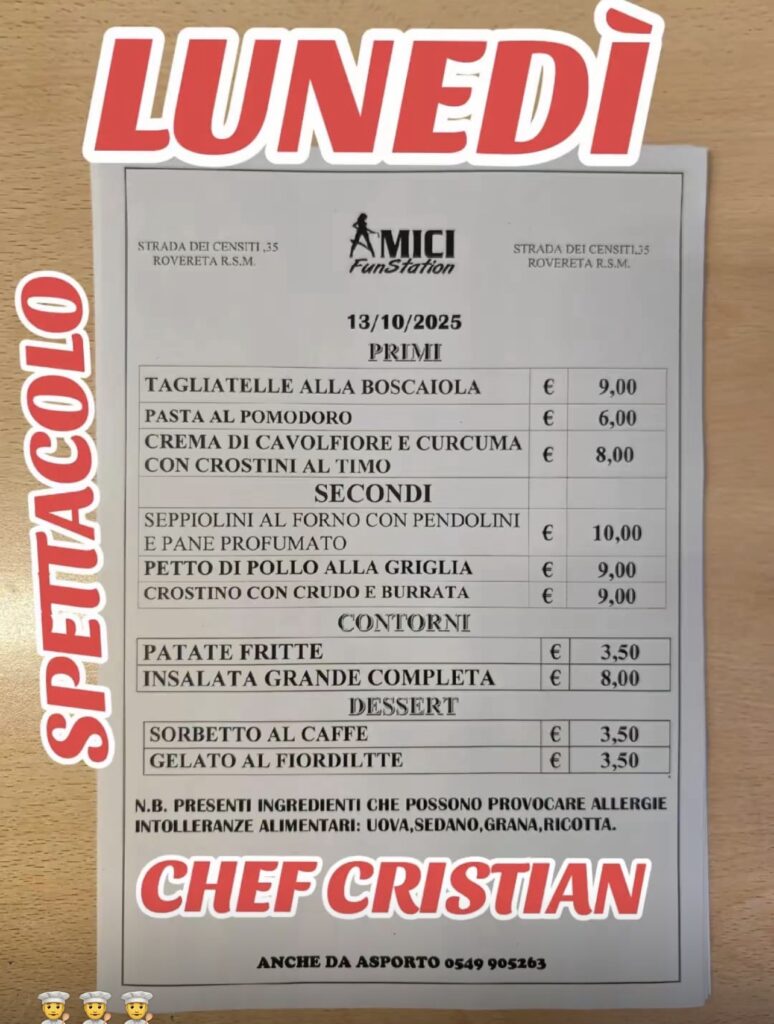 LUNEDÌ
STRADA DEI CENSITI ,35
ROVERETA R.S.M.
AMICI
FunStation
STRADA DEI CENSITI,35
ROVERETA R.S.M.
SPETTACOLO
13/10/2025
PRIMI
TAGLIATELLE ALLA BOSCAIOLA € 9,00
PASTA AL POMODORO € 6,00
CREMA DI CAVOLFIORE E CURCUMA
CON CROSTINI AL TIMO € 8,00
SECONDI
SEPPIOLINI AL FORNO CON PENDOLINI
E PANE PROFUMATO € 10,00
PETTO DI POLLO ALLA GRIGLIA € 9,00
CROSTINO CON CRUDO E BURRATA € 9,00
CONTORNI
PATATE FRITTE € 3,50
INSALATA GRANDE COMPLETA € 8,00
DESSERT
SORBETTO AL CAFFE € 3,50
GELATO AL FIORDILTTE € 3,50
N.B. PRESENTI INGREDIENTI CHE POSSONO PROVOCARE ALLERGIE
INTOLLERANZE ALIMENTARI: UOVA,SEDANO,GRANA,RICOTTA.
CHEF CRISTIAN
ANCHE DA ASPORTO 0549 905263